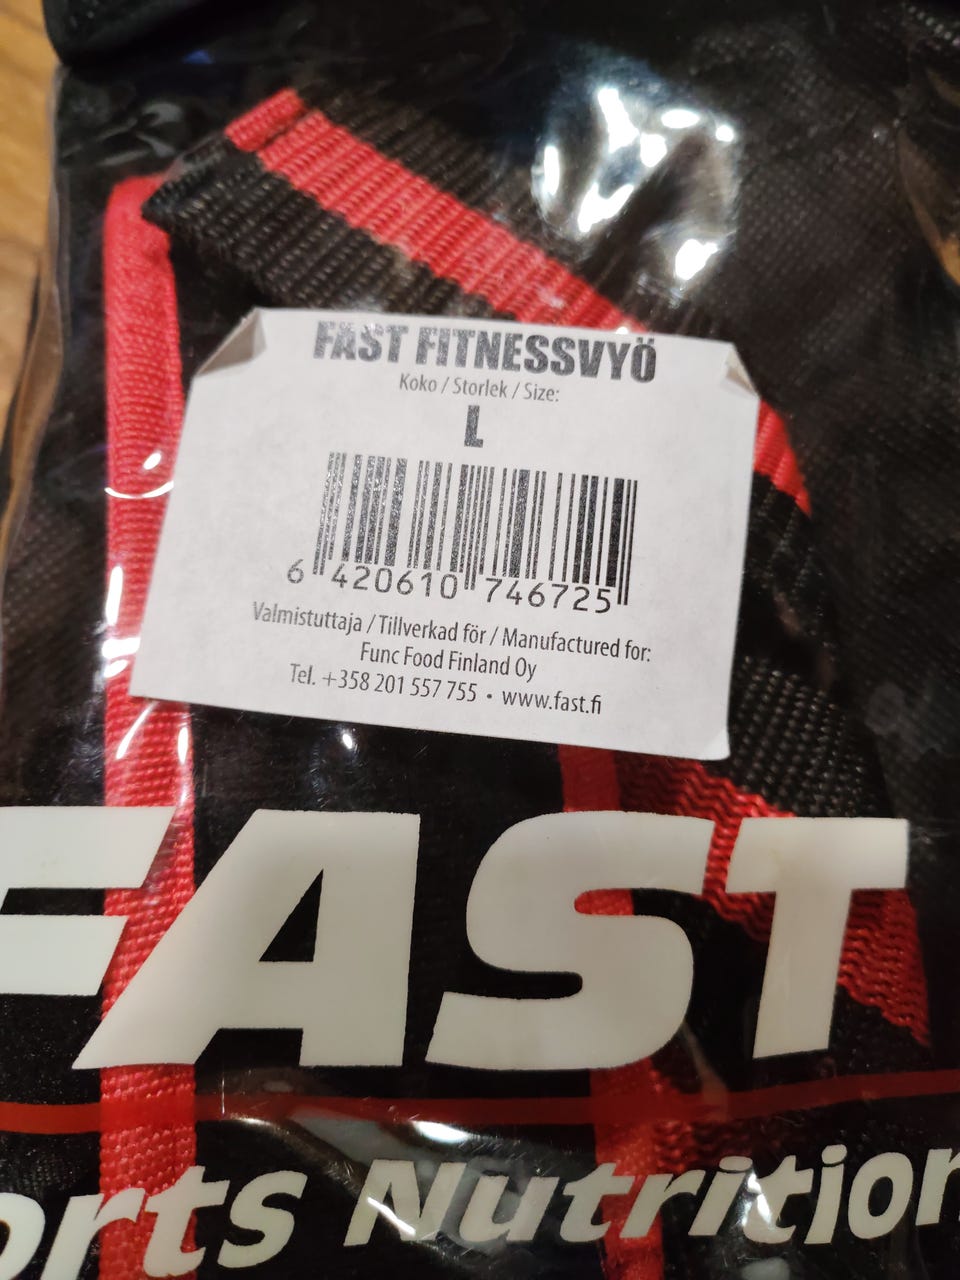 FAST FITNESSVYÖ
Koko / Storlek / Size:
L
6 420610 746725
Valmistuttaja / Tillverkad för / Manufactured for:
Func Food Finland Oy
Tel. +358 201 557 755 • www.fast.fi
FAST
orts Nutrition